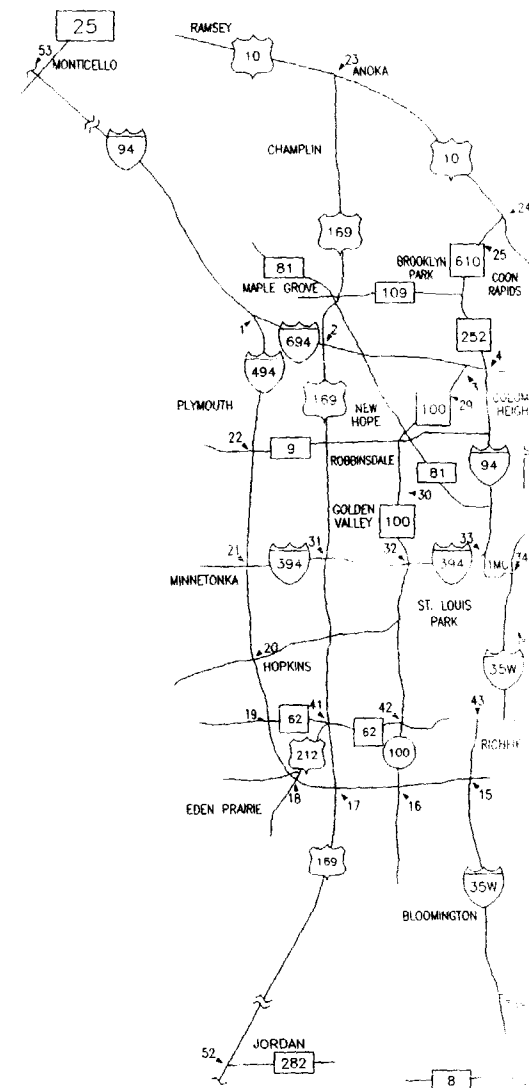 25
RAMSEY
53
MONTICELLO
10
23
ANOKA
94
CHAMPLIN
10
169
24
81
BROOKLYN
PARK
610
25
COON
RAPIDS
MAPLE GROVE
109
1
694
2
252
4
494
169
NEW
HOPE
100
29
PLYMOUTH
22
9
ROBBINSDALE
81
94
30
GOLDEN
VALLEY
100
21
31
32
33
34
MINNETONKA
394
394
ST. LOUIS
PARK
20
HOPKINS
35W
19
62
41
62
42
43
212
100
18
17
16
15
EDEN PRAIRIE
169
35W
BLOOMINGTON
JORDAN
52
282
8